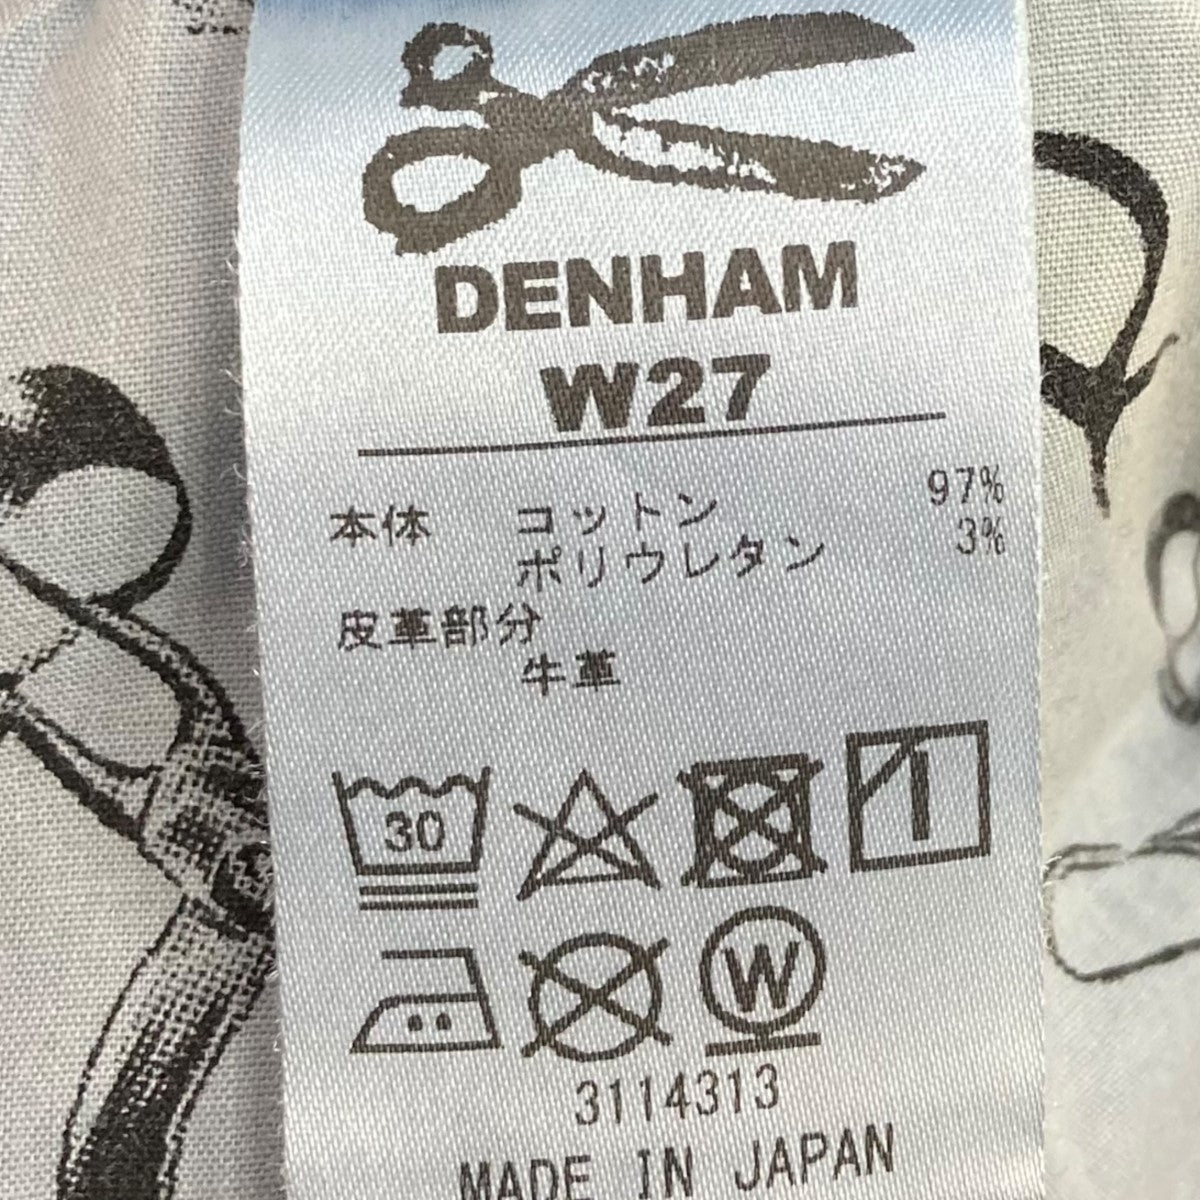 DENHAM
W27
本体 コットン 97%
ポリウレタン 3%
皮革部分
牛革
30
W
3114313
MADE IN JAPAN